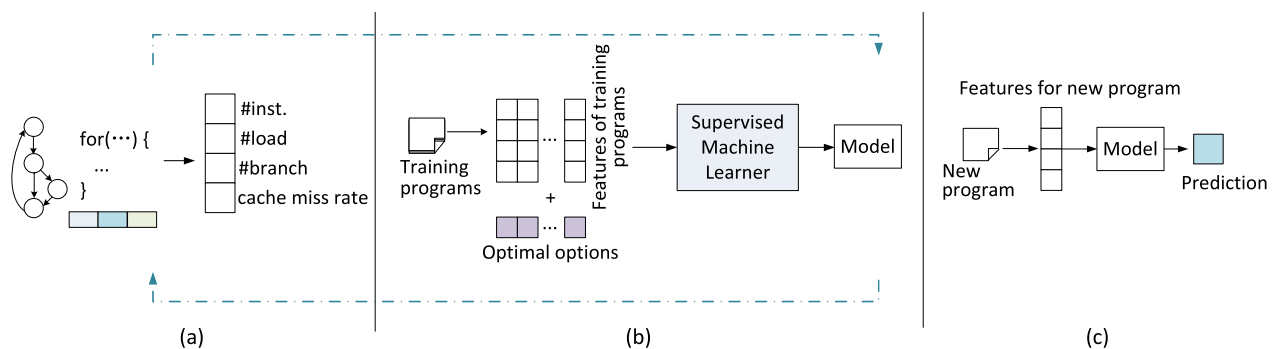 for(···) {
...
}
#inst.
#load
#branch
cache miss rate
(a)
Training
programs
...
Features of training
programs
+
...
Optimal options
Supervised
Machine
Learner
Model
(b)
Features for new program
New
program
Model
Prediction
(c)